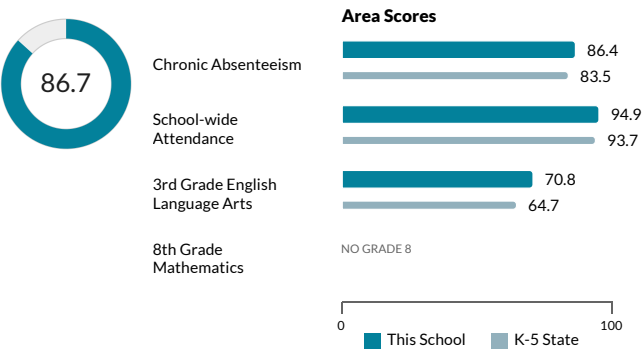 Area Scores
86.7
Chronic Absenteeism
86.4
83.5
School-wide
Attendance
94.9
93.7
3rd Grade English
Language Arts
70.8
64.7
8th Grade
Mathematics
NO GRADE 8
0
100
This School
K-5 State